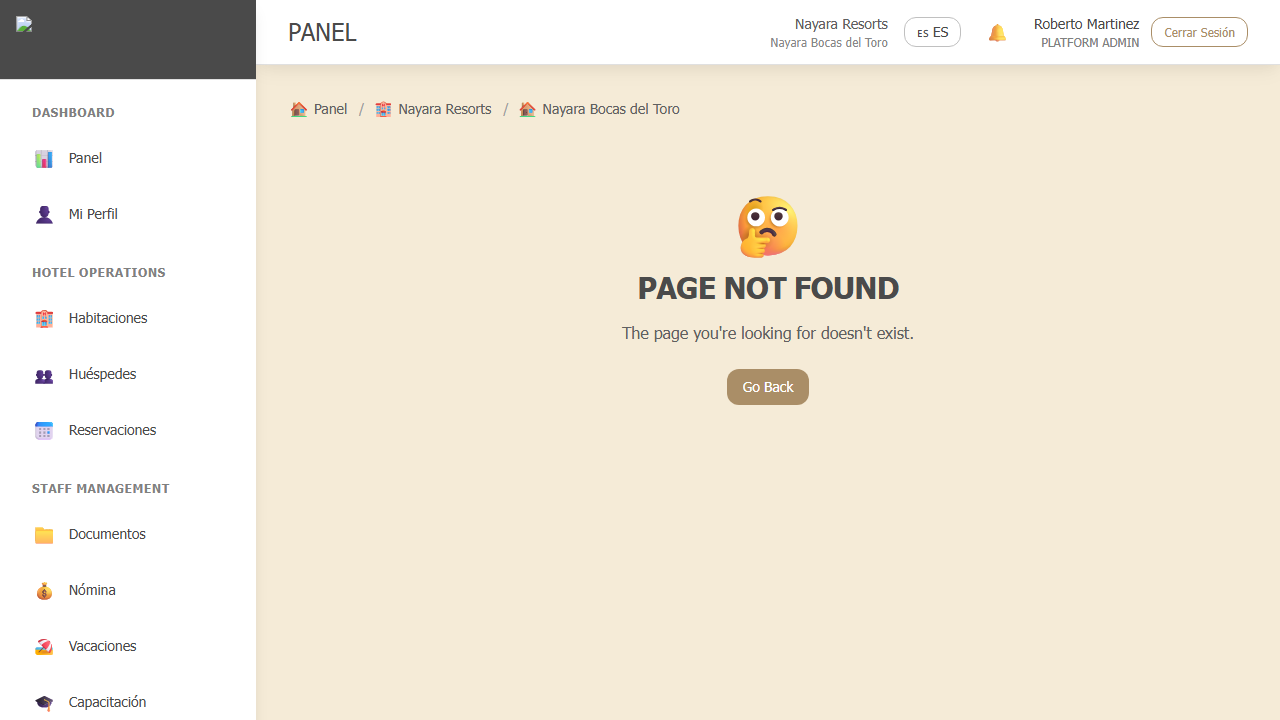 PANEL
Nayara Resorts
Nayara Bocas del Toro
ES ES
Roberto Martinez
PLATFORM ADMIN
Cerrar Sesión
DASHBOARD
Panel
Mi Perfil
HOTEL OPERATIONS
Habitaciones
Huéspedes
Reservaciones
STAFF MANAGEMENT
Documentos
Nómina
Vacaciones
Capacitación
Panel / Nayara Resorts / Nayara Bocas del Toro
PAGE NOT FOUND
The page you're looking for doesn't exist.
Go Back